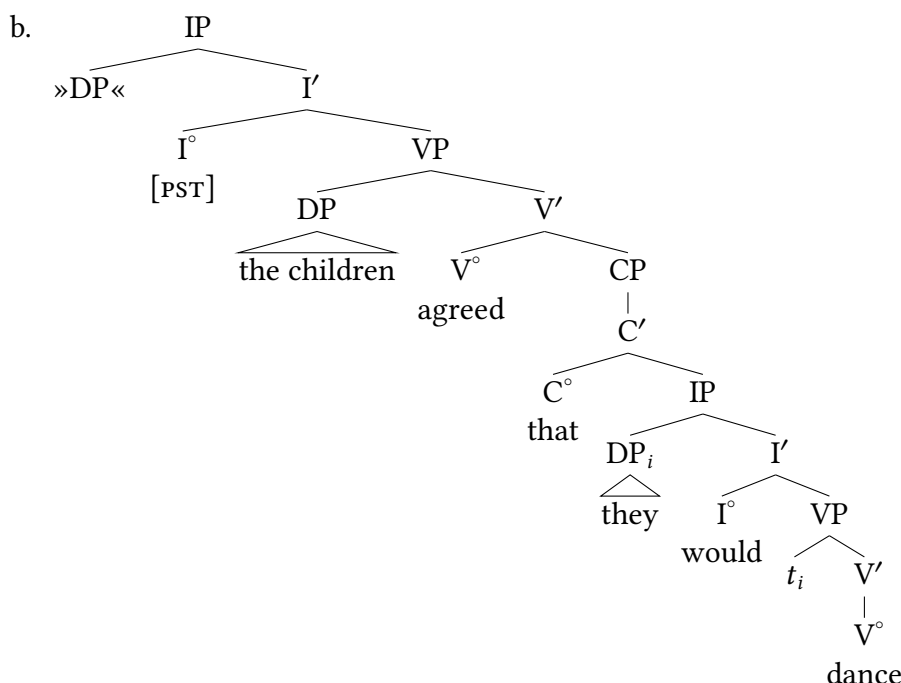 b. IP
»DP« I′
I° VP
[PST]
DP V′
the children V° CP
agreed
C′
C° IP
that
DPᵢ I′
they I° VP
would
tᵢ V′
V°
dance